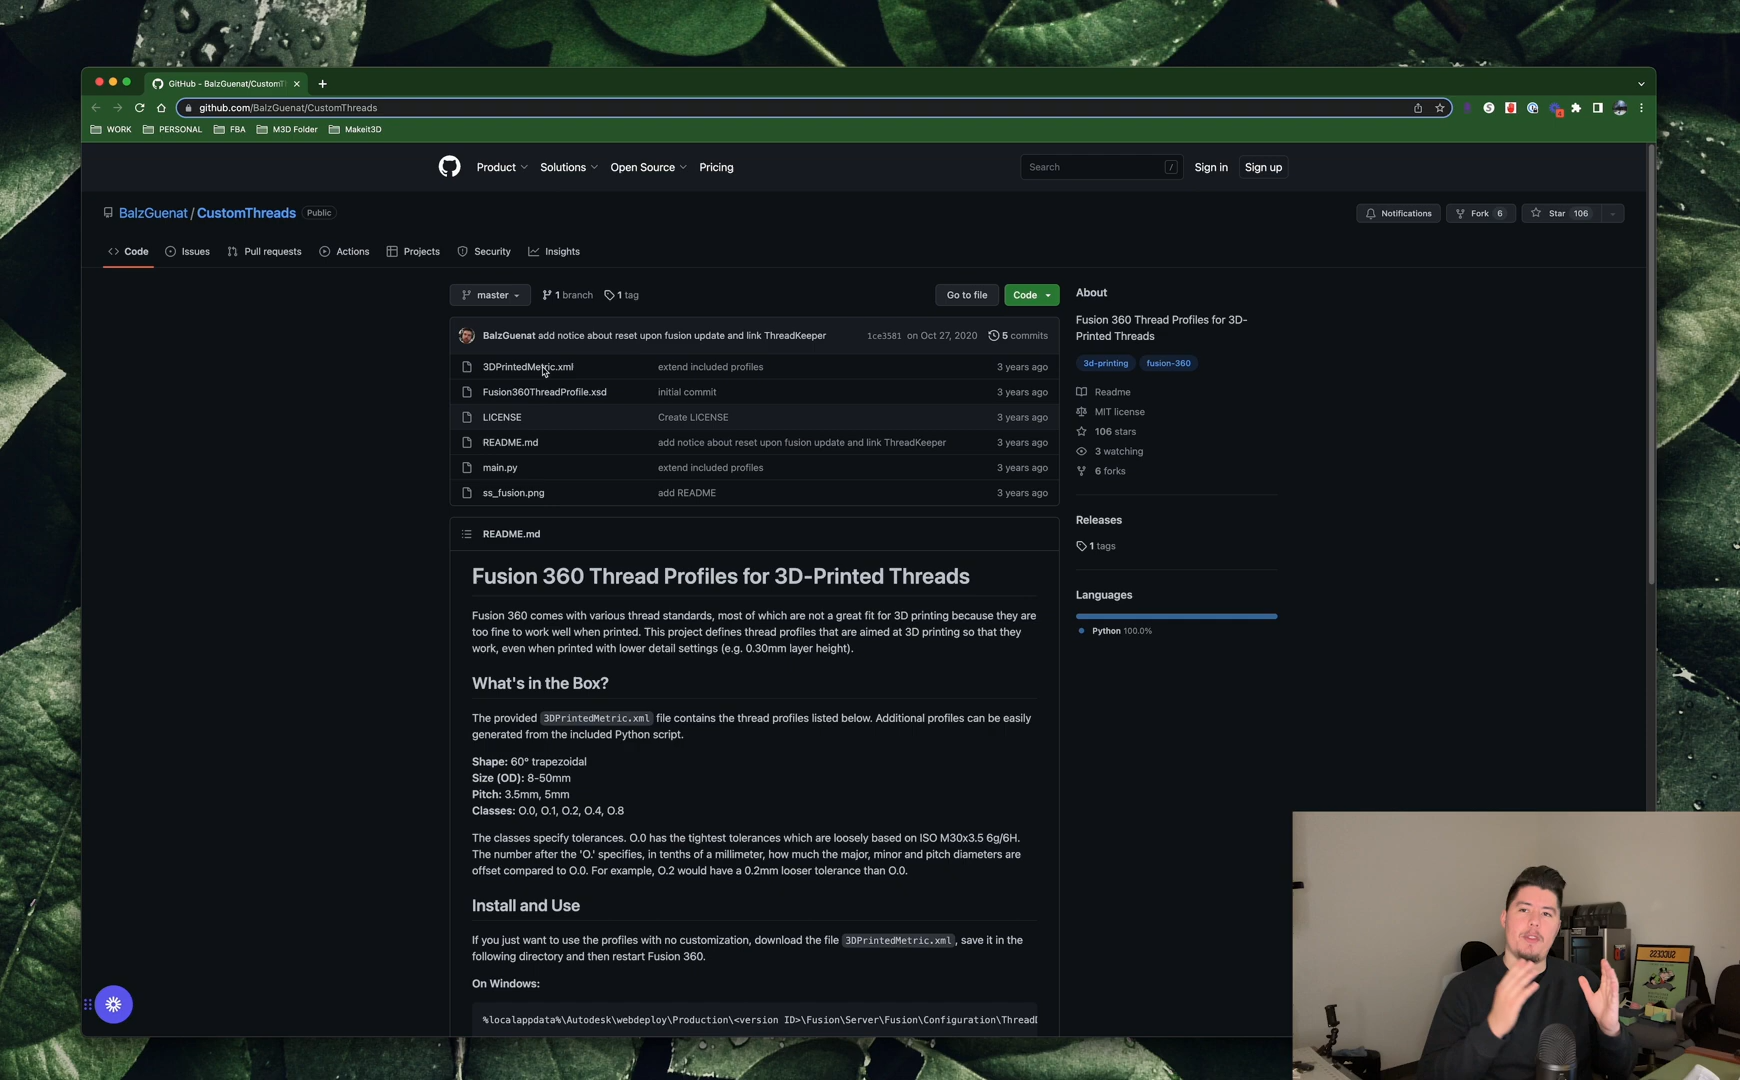 GitHub - BalzGuenat/CustomT
github.com/BalzGuenat/CustomThreads
WORK PERSONAL FBA M3D Folder Makeit3D
Product Solutions Open Source Pricing Search / Sign in Sign up
BalzGuenat / CustomThreads Public Notifications Fork 6 Star 106
Code Issues Pull requests Actions Projects Security Insights
master 1 branch 1 tag Go to file Code
BalzGuenat add notice about reset upon fusion update and link ThreadKeeper 1ce3581 on Oct 27, 2020 5 commits
3DPrintedMetric.xml extend included profiles 3 years ago
Fusion360ThreadProfile.xsd initial commit 3 years ago
LICENSE Create LICENSE 3 years ago
README.md add notice about reset upon fusion update and link ThreadKeeper 3 years ago
main.py extend included profiles 3 years ago
ss_fusion.png add README 3 years ago
README.md
Fusion 360 Thread Profiles for 3D-Printed Threads
Fusion 360 comes with various thread standards, most of which are not a great fit for 3D printing because they are
too fine to work well when printed. This project defines thread profiles that are aimed at 3D printing so that they
work, even when printed with lower detail settings (e.g. 0.30mm layer height).
What's in the Box?
The provided 3DPrintedMetric.xml file contains the thread profiles listed below. Additional profiles can be easily
generated from the included Python script.
Shape: 60° trapezoidal
Size (OD): 8-50mm
Pitch: 3.5mm, 5mm
Classes: O.0, O.1, O.2, O.4, O.8
The classes specify tolerances. O.0 has the tightest tolerances which are loosely based on ISO M30x3.5 6g/6H.
The number after the 'O.' specifies, in tenths of a millimeter, how much the major, minor and pitch diameters are
offset compared to O.0. For example, O.2 would have a 0.2mm looser tolerance than O.0.
Install and Use
If you just want to use the profiles with no customization, download the file 3DPrintedMetric.xml, save it in the
following directory and then restart Fusion 360.
On Windows:
%localappdata%\Autodesk\webdeploy\Production\<version ID>\Fusion\Server\Fusion\Configuration\ThreadD
About
Fusion 360 Thread Profiles for 3D-
Printed Threads
3d-printing fusion-360
Readme
MIT license
106 stars
3 watching
6 forks
Releases
1 tags
Languages
Python 100.0%